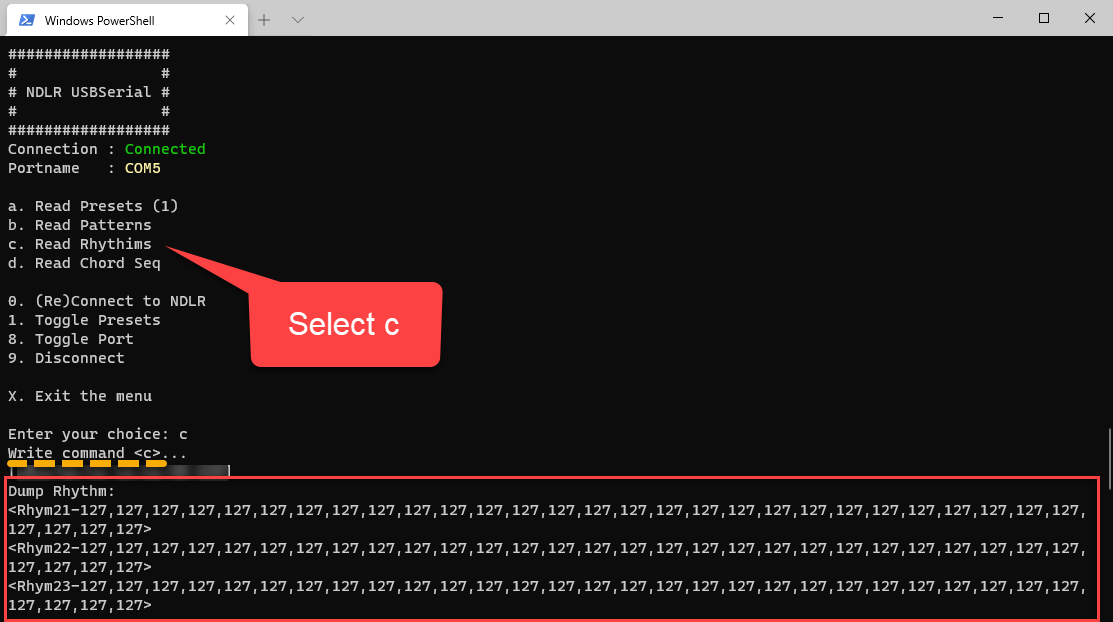 Windows PowerShell
##################
#                #
# NDLR USBSerial #
#                #
##################
Connection : Connected
Portname   : COM5
a. Read Presets (1)
b. Read Patterns
c. Read Rhythims
d. Read Chord Seq
0. (Re)Connect to NDLR
1. Toggle Presets
8. Toggle Port
9. Disconnect
Select c
X. Exit the menu
Enter your choice: c
Write command <c>...
Dump Rhythm:
<Rhym21-127,127,127,127,127,127,127,127,127,127,127,127,127,127,127,127,127,127,127,127,127,127,127,127,127,127,127,127,
127,127,127,127>
<Rhym22-127,127,127,127,127,127,127,127,127,127,127,127,127,127,127,127,127,127,127,127,127,127,127,127,127,127,127,127,
127,127,127,127>
<Rhym23-127,127,127,127,127,127,127,127,127,127,127,127,127,127,127,127,127,127,127,127,127,127,127,127,127,127,127,127,
127,127,127,127>